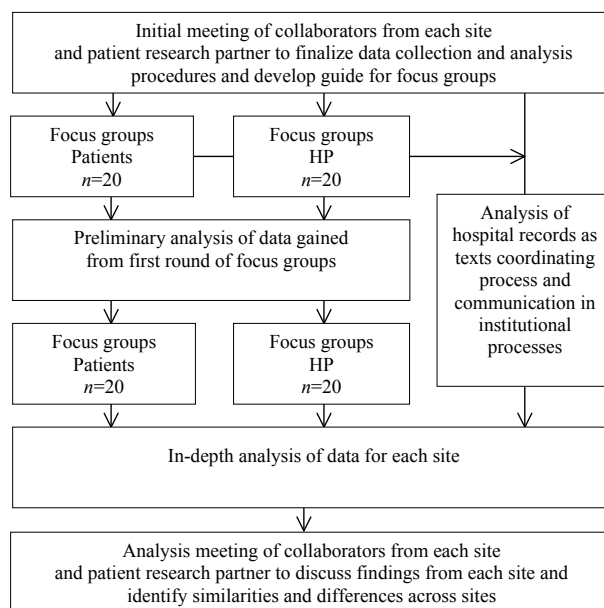 Initial meeting of collaborators from each site
and patient research partner to finalize data collection and analysis
procedures and develop guide for focus groups
Focus groups
Patients
n=20
Focus groups
HP
n=20
Preliminary analysis of data gained
from first round of focus groups
Analysis of
hospital records as
texts coordinating
process and
communication in
institutional
processes
Focus groups
Patients
n=20
Focus groups
HP
n=20
In-depth analysis of data for each site
Analysis meeting of collaborators from each site
and patient research partner to discuss findings from each site and
identify similarities and differences across sites